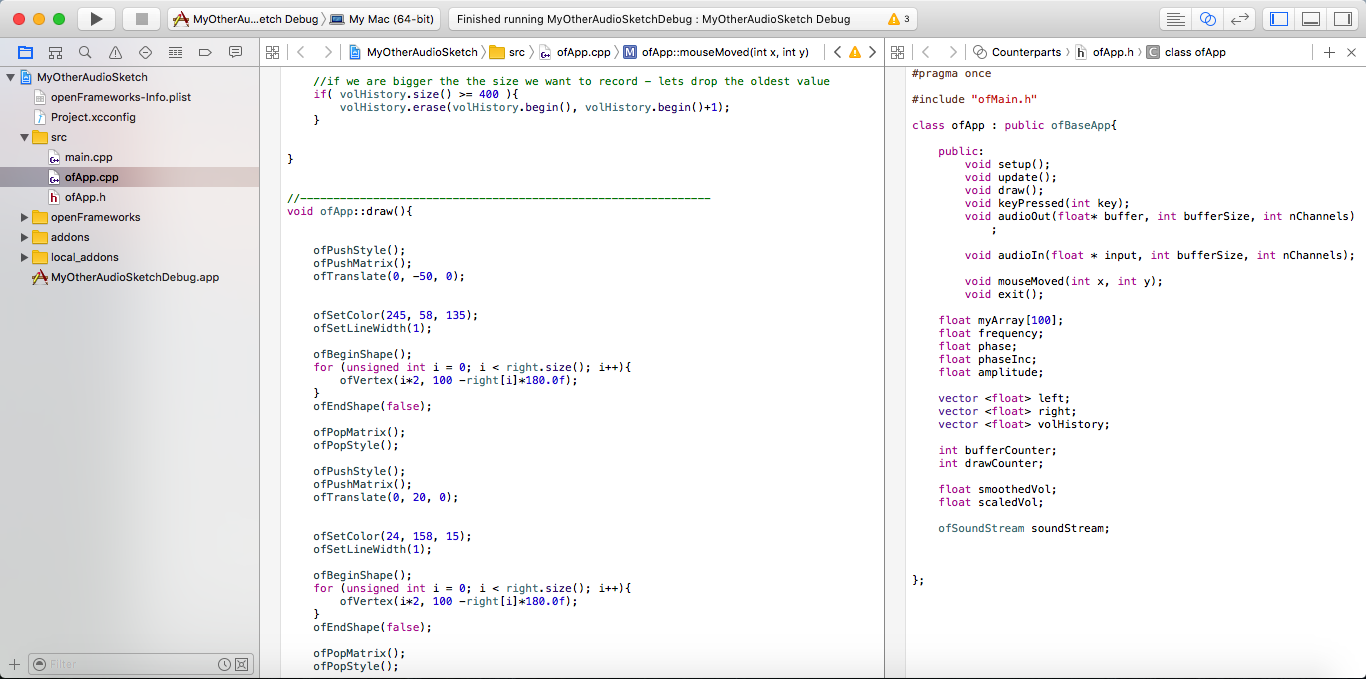 MyOtherAu...etch Debug
My Mac (64-bit)
Finished running MyOtherAudioSketchDebug : MyOtherAudioSketch Debug
3
MyOtherAudioSketch
src
ofApp.cpp
M
ofApp::mouseMoved(int x, int y)
Counterparts
h
ofApp.h
C
class ofApp
MyOtherAudioSketch
openFrameworks-Info.plist
Project.xcconfig
src
main.cpp
ofApp.cpp
ofApp.h
openFrameworks
addons
local_addons
MyOtherAudioSketchDebug.app
Filter
//if we are bigger the the size we want to record - lets drop the oldest value
if( volHistory.size() >= 400 ){
volHistory.erase(volHistory.begin(), volHistory.begin()+1);
}
}
//--------------------------------------------------------------
void ofApp::draw(){
ofPushStyle();
ofPushMatrix();
ofTranslate(0, -50, 0);
ofSetColor(245, 58, 135);
ofSetLineWidth(1);
ofBeginShape();
for (unsigned int i = 0; i < right.size(); i++){
ofVertex(i*2, 100 -right[i]*180.0f);
}
ofEndShape(false);
ofPopMatrix();
ofPopStyle();
ofPushStyle();
ofPushMatrix();
ofTranslate(0, 20, 0);
ofSetColor(24, 158, 15);
ofSetLineWidth(1);
ofBeginShape();
for (unsigned int i = 0; i < right.size(); i++){
ofVertex(i*2, 100 -right[i]*180.0f);
}
ofEndShape(false);
ofPopMatrix();
ofPopStyle();
#pragma once
#include "ofMain.h"
class ofApp : public ofBaseApp{
public:
void setup();
void update();
void draw();
void keyPressed(int key);
void audioOut(float* buffer, int bufferSize, int nChannels)
;
void audioIn(float * input, int bufferSize, int nChannels);
void mouseMoved(int x, int y);
void exit();
float myArray[100];
float frequency;
float phase;
float phaseInc;
float amplitude;
vector <float> left;
vector <float> right;
vector <float> volHistory;
int bufferCounter;
int drawCounter;
float smoothedVol;
float scaledVol;
ofSoundStream soundStream;
};